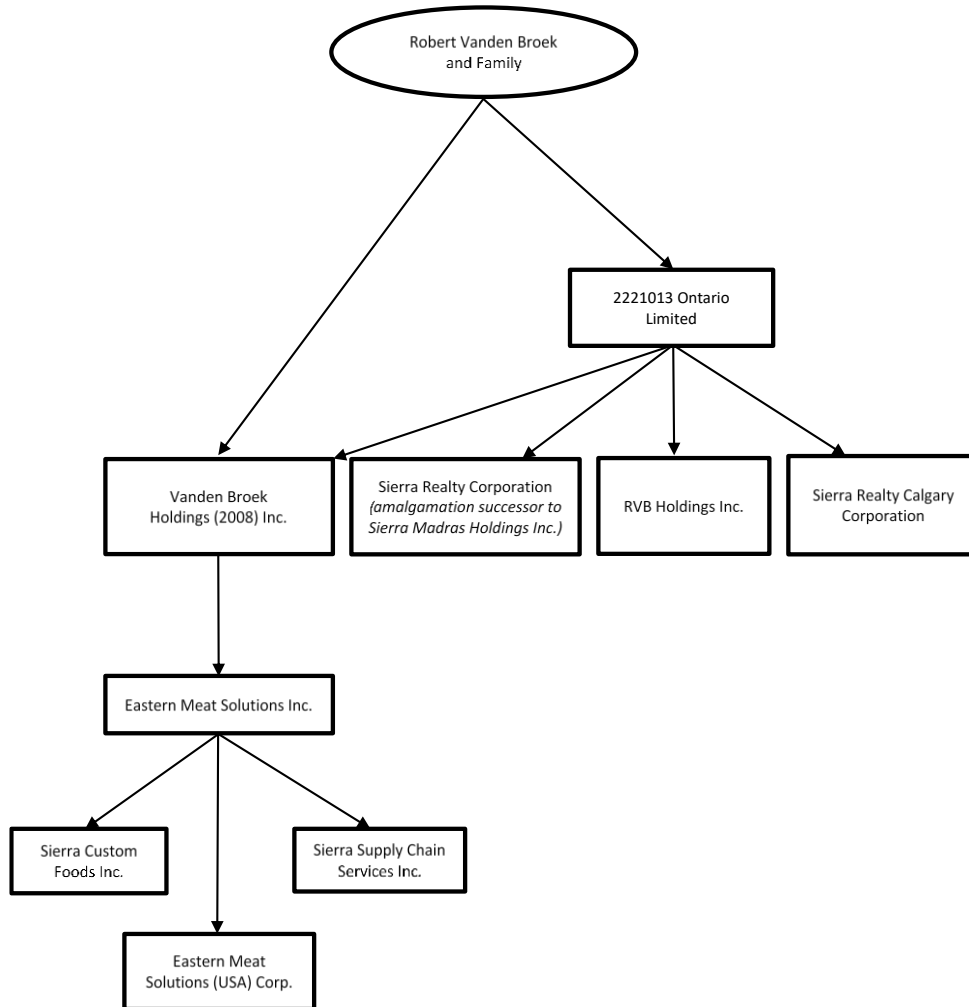 Robert Vanden Broek
and Family
2221013 Ontario
Limited
Vanden Broek
Holdings (2008) Inc.
Sierra Realty Corporation
(amalgamation successor to
Sierra Madras Holdings Inc.)
RVB Holdings Inc.
Sierra Realty Calgary
Corporation
Eastern Meat Solutions Inc.
Sierra Custom
Foods Inc.
Sierra Supply Chain
Services Inc.
Eastern Meat
Solutions (USA) Corp.